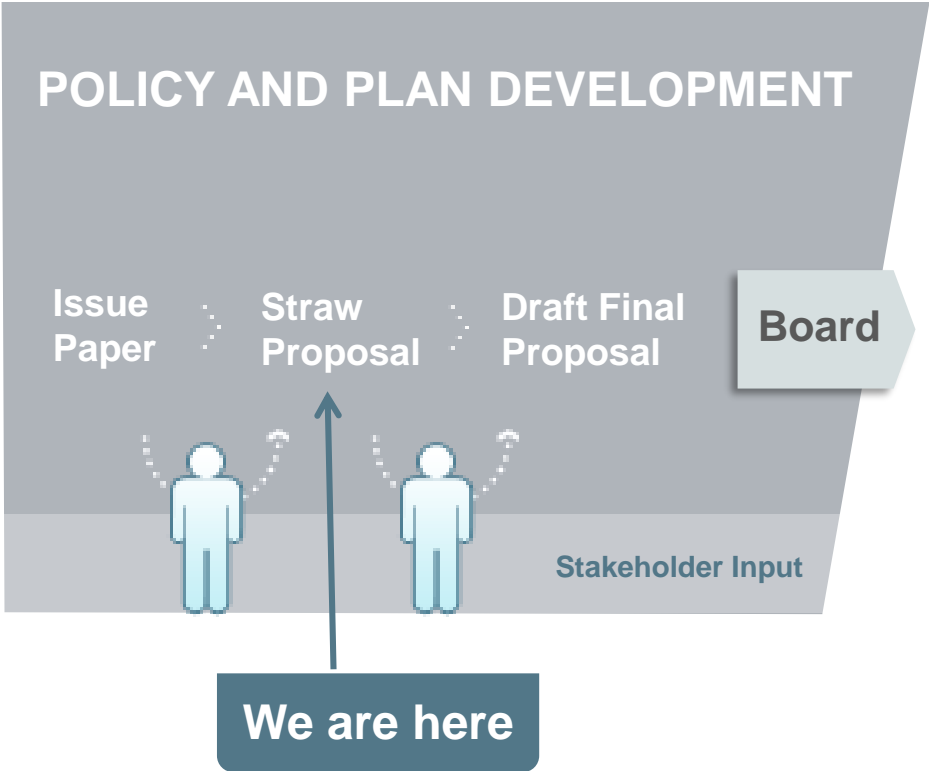 POLICY AND PLAN DEVELOPMENT
Issue
Paper
Straw
Proposal
Draft Final
Proposal
Board
Stakeholder Input
We are here